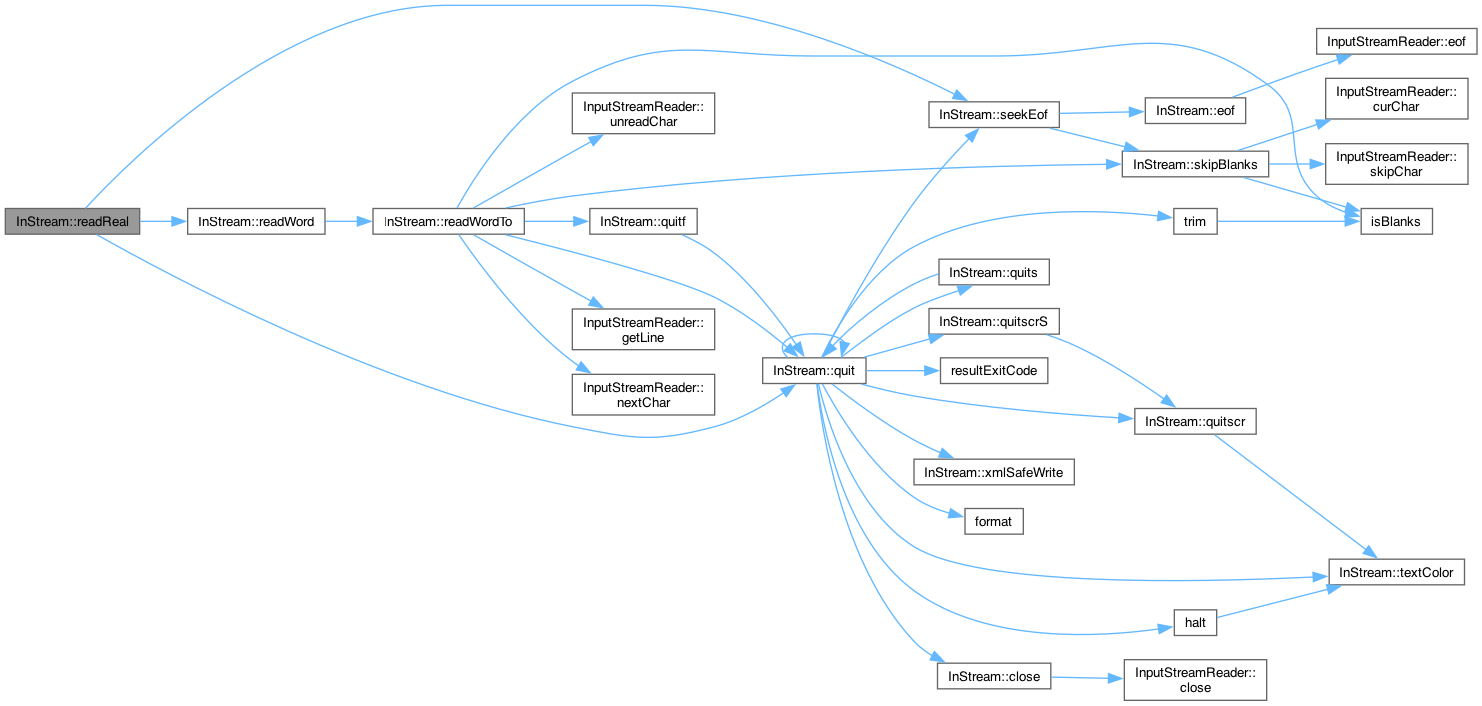 InStream::readReal
InStream::readWord
InStream::readWordTo
InputStreamReader::
unreadChar
InStream::quitf
InputStreamReader::
getLine
InputStreamReader::
nextChar
InStream::quit
InStream::seekEof
InStream::quits
InStream::quitscrS
resultExitCode
InStream::xmlSafeWrite
format
InStream::close
InStream::eof
InStream::skipBlanks
trim
InStream::quitscr
halt
InputStreamReader::
close
InputStreamReader::eof
InputStreamReader::
curChar
InputStreamReader::
skipChar
isBlanks
InStream::textColor